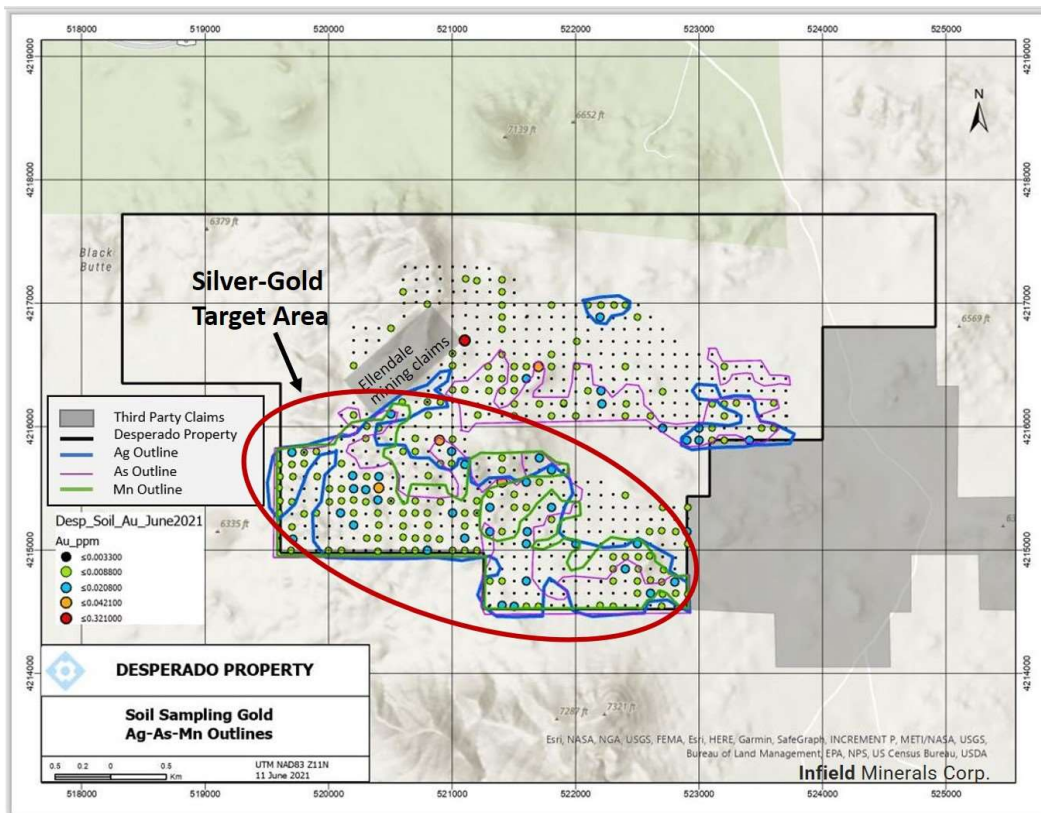 518000
519000
520000
521000
522000
523000
524000
525000
4219000
4219000
6652 ft
7139 ft
N
4218000
4218000
6379 ft
Black
Butte
Silver-Gold
Target Area
4217000
4217000
6569 ft
Ellendale
mining claims
Third Party Claims
Desperado Property
Ag Outline
As Outline
Mn Outline
4216000
4216000
Desp_Soil_Au_June2021
Au_ppm
≤0.003300
≤0.008800
≤0.020800
≤0.042100
≤0.321000
6335 ft
4215000
4215000
DESPERADO PROPERTY
4214000
4214000
Soil Sampling Gold
Ag-As-Mn Outlines
7287 ft
7321 ft
Esri, NASA, NGA, USGS, FEMA, Esri, HERE, Garmin, SafeGraph, INCREMENT P, METI/NASA, USGS,
Bureau of Land Management, EPA, NPS, US Census Bureau, USDA
Infield Minerals Corp.
0.5 0.2 0 0.5
Km
UTM NAD83 Z11N
11 June 2021
518000
519000
520000
521000
522000
523000
524000
525000